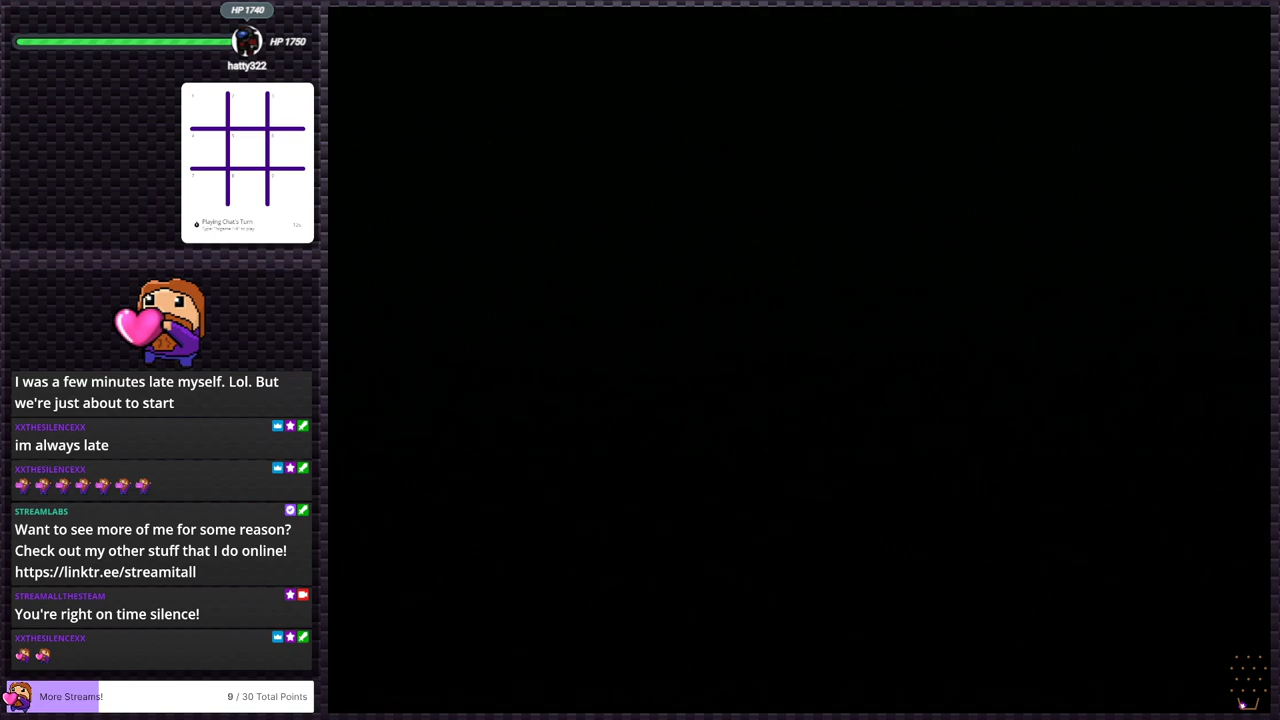 HP 1740
HP 1750
hatty322
Playing Chat's Turn
12s
I was a few minutes late myself. Lol. But
we're just about to start
XXTHESILENCEXX
im always late
XXTHESILENCEXX
STREAMLABS
Want to see more of me for some reason?
Check out my other stuff that I do online!
https://linktr.ee/streamitall
STREAMALLTHESTEAM
You're right on time silence!
XXTHESILENCEXX
More Streams!
9 / 30 Total Points